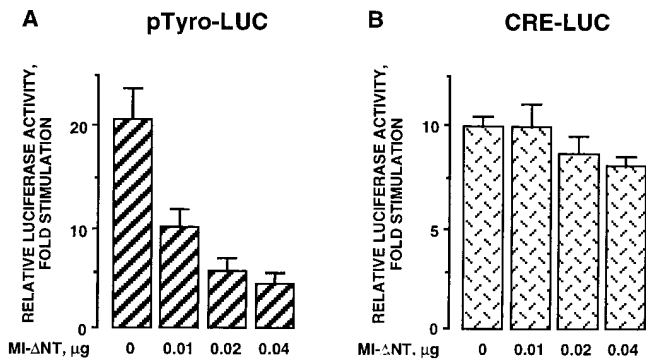 A
pTyro-LUC
RELATIVE LUCIFERASE ACTIVITY,
FOLD STIMULATION
20
10
0
MI-ΔNT, μg 0 0.01 0.02 0.04
B
CRE-LUC
RELATIVE LUCIFERASE ACTIVITY,
FOLD STIMULATION
10
5
0
MI-ΔNT. μg 0 0.01 0.02 0.04